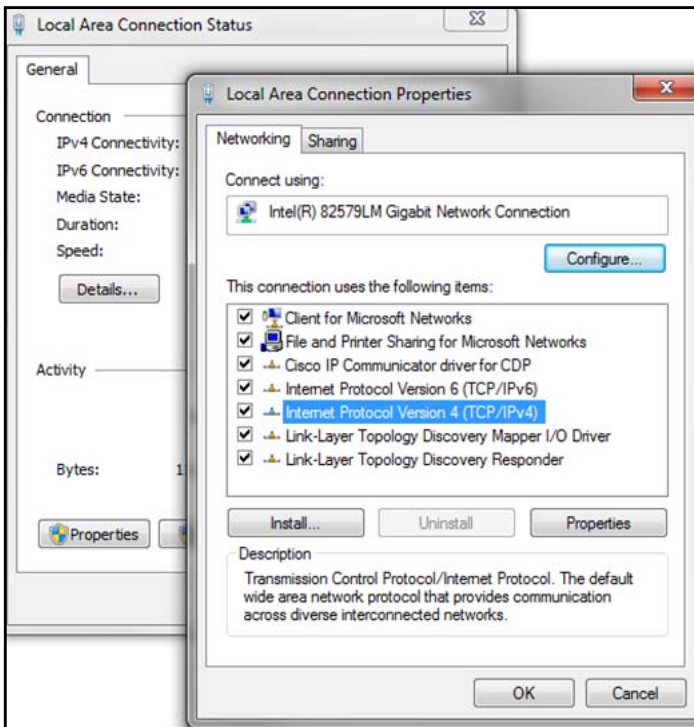 Local Area Connection Status
General
Connection
IPv4 Connectivity:
IPv6 Connectivity:
Media State:
Duration:
Speed:
Details...
Activity
Bytes:
Properties
Local Area Connection Properties
Networking
Sharing
Connect using:
Intel(R) 82579LM Gigabit Network Connection
Configure...
This connection uses the following items:
Client for Microsoft Networks
File and Printer Sharing for Microsoft Networks
Cisco IP Communicator driver for CDP
Internet Protocol Version 6 (TCP/IPv6)
Internet Protocol Version 4 (TCP/IPv4)
Link-Layer Topology Discovery Mapper I/O Driver
Link-Layer Topology Discovery Responder
Install...
Uninstall
Properties
Description
Transmission Control Protocol/Internet Protocol. The default
wide area network protocol that provides communication
across diverse interconnected networks.
OK
Cancel